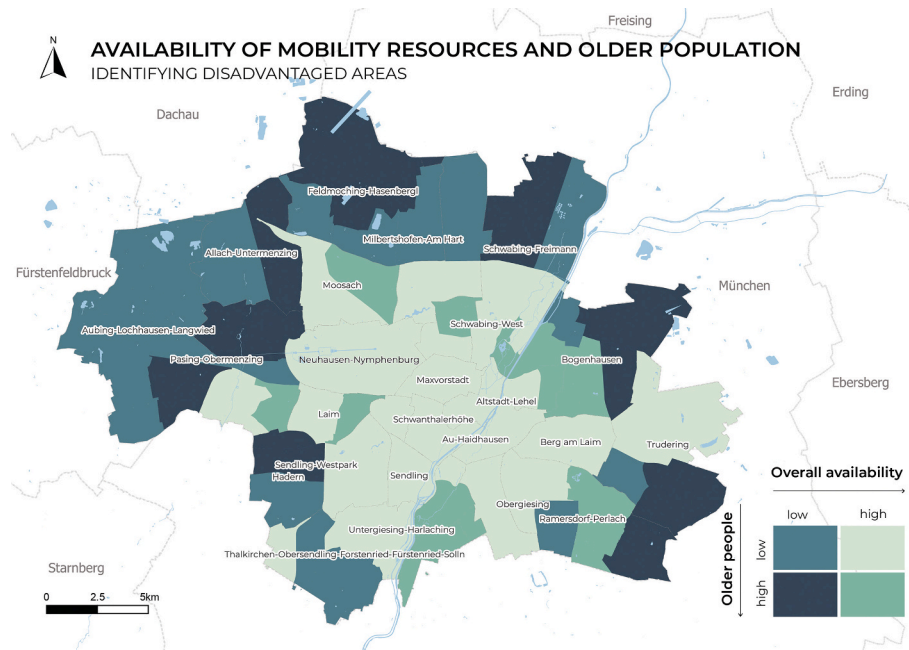 N
AVAILABILITY OF MOBILITY RESOURCES AND OLDER POPULATION
IDENTIFYING DISADVANTAGED AREAS
Freising
Erding
Dachau
Feldmoching-Hasenbergl
Milbertshofen-Am Hart
Schwabing-Freimann
Allach-Untermenzing
Fürstenfeldbruck
Moosach
München
Aubing-Lochhausen-Langwied
Schwabing-West
Pasing-Obermenzing
Neuhausen-Nymphenburg
Bogenhausen
Maxvorstadt
Ebersberg
Altstadt-Lehel
Laim
Schwanthalerhöhe
Au-Haidhausen
Berg am Laim
Trudering
Sendling-Westpark
Hadern
Sendling
Obergiesing
Ramersdorf-Perlach
Untergiesing-Harlaching
Thalkirchen-Obersendling-Forstenried-Fürstenried-Solln
Starnberg
0 2.5 5km
Overall availability
low high
Older people
low
high